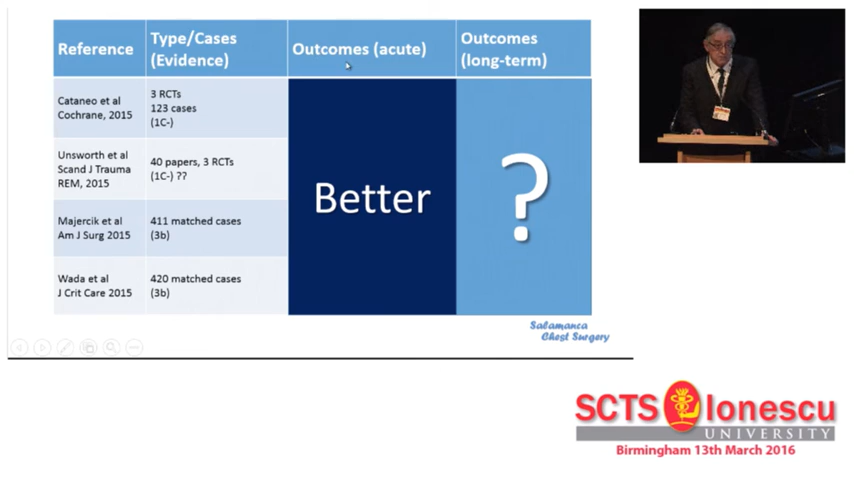 Reference
Type/Cases
(Evidence)
Outcomes (acute)
Outcomes
(long-term)
Cataneo et al
Cochrane, 2015
3 RCTs
123 cases
(1C-)
Unsworth et al
Scand J Trauma
REM, 2015
40 papers, 3 RCTs
(1C-) ??
Majercik et al
Am J Surg 2015
411 matched cases
(3b)
Wada et al
J Crit Care 2015
420 matched cases
(3b)
Better
?
Salamanca
Chest Surgery
SCTS Ionescu
UNIVERSITY
Birmingham 13th March 2016